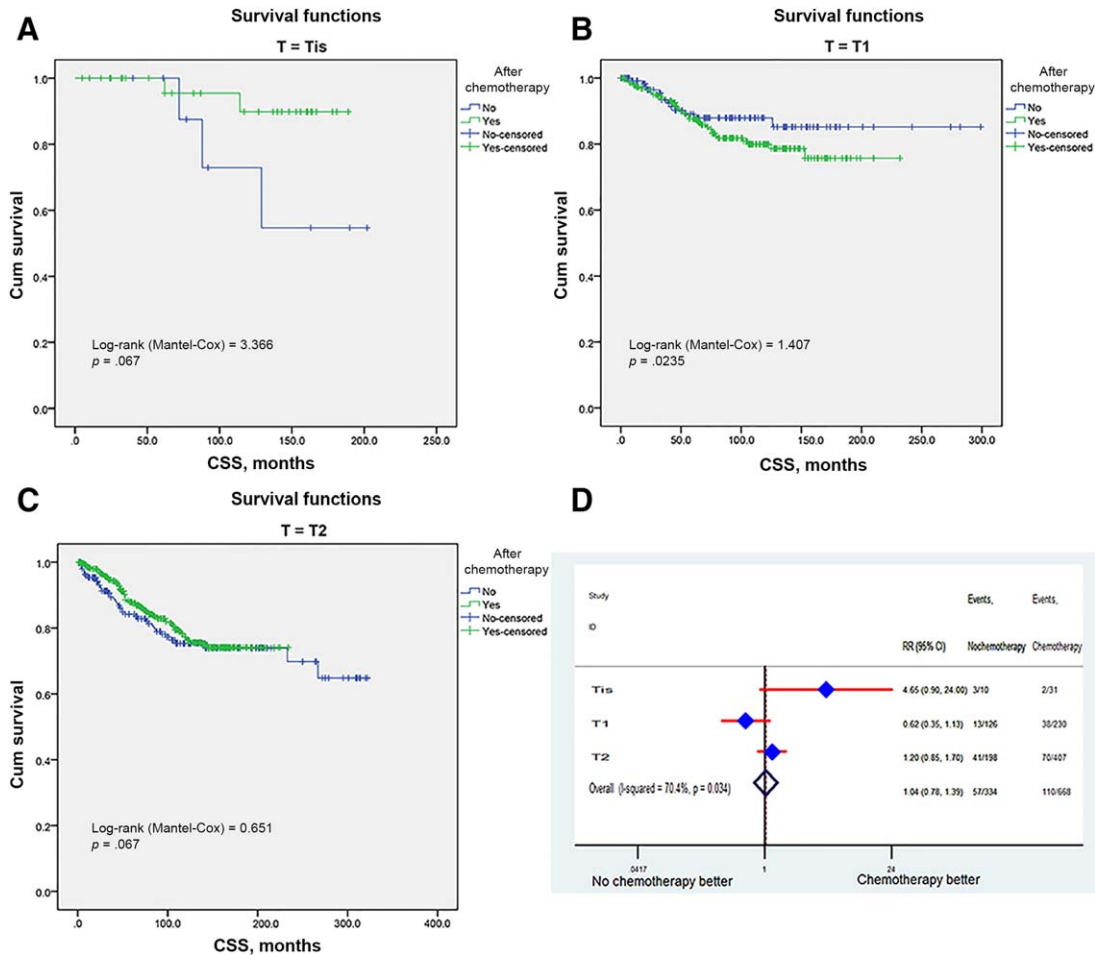 A
Survival functions
T = Tis
After
chemotherapy
No
Yes
No-censored
Yes-censored
Cum survival
1.0
0.8
0.6
0.4
0.2
0.0
Log-rank (Mantel-Cox) = 3.366
p = .067
.0 50.0 100.0 150.0 200.0 250.0
CSS, months
B
Survival functions
T = T1
After
chemotherapy
No
Yes
No-censored
Yes-censored
Cum survival
1.0
0.8
0.6
0.4
0.2
0.0
Log-rank (Mantel-Cox) = 1.407
p = .0235
.0 50.0 100.0 150.0 200.0 250.0 300.0
CSS, months
C
Survival functions
T = T2
After
chemotherapy
No
Yes
No-censored
Yes-censored
Cum survival
1.0
0.8
0.6
0.4
0.2
0.0
Log-rank (Mantel-Cox) = 0.651
p = .067
.0 100.0 200.0 300.0 400.0
CSS, months
D
Study Events, Events,
ID
RR (95% CI) Nochemotherapy Chemotherapy
Tis 4.65 (0.90, 24.00) 3/10 2/31
T1 0.62 (0.35, 1.13) 13/126 38/230
T2 1.20 (0.85, 1.70) 41/198 70/407
Overall (I-squared = 70.4%, p = 0.034) 1.04 (0.78, 1.39) 57/334 110/668
.0417 1 24
No chemotherapy better Chemotherapy better